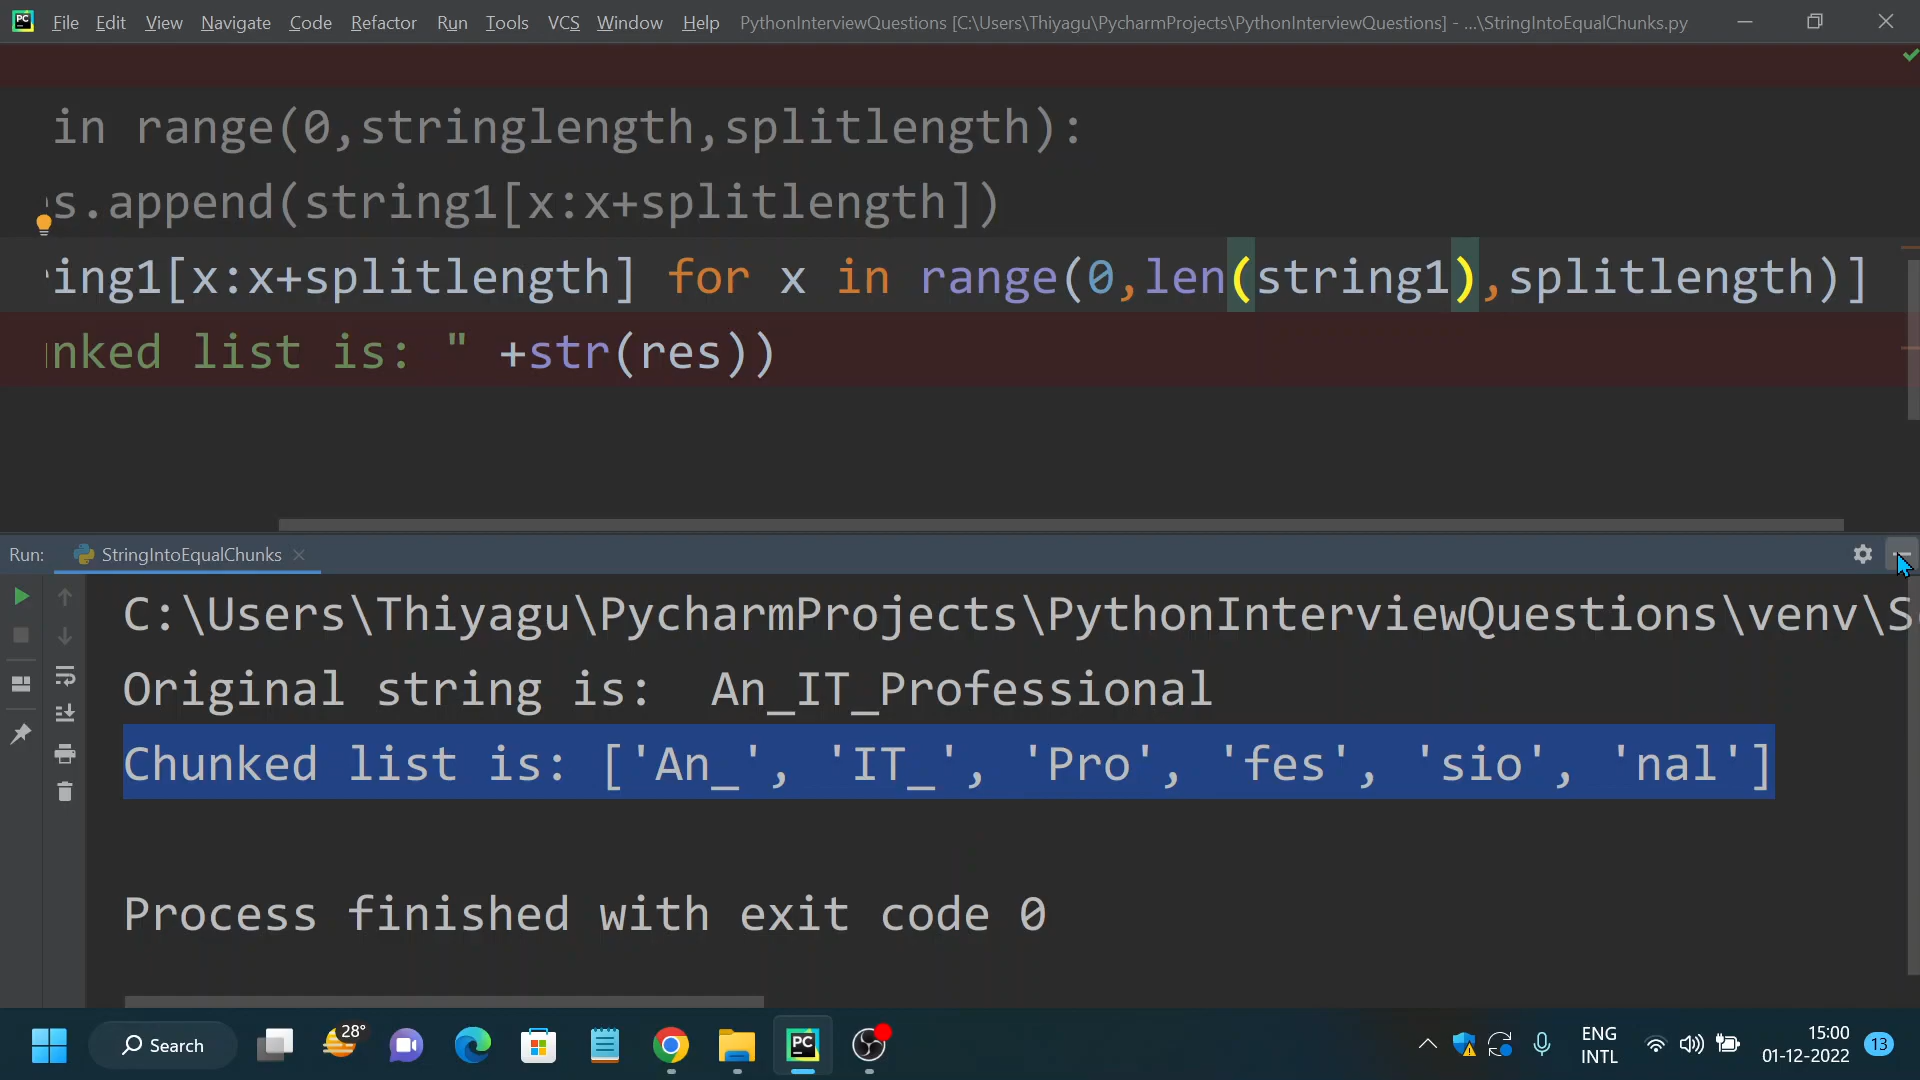 File Edit View Navigate Code Refactor Run Tools VCS Window Help PythonInterviewQuestions [C:\Users\Thiyagu\PycharmProjects\PythonInterviewQuestions] - ...\StringIntoEqualChunks.py
in range(0,stringlength,splitlength):
s.append(string1[x:x+splitlength])
ing1[x:x+splitlength] for x in range(0,len(string1),splitlength)]
nked list is: " +str(res))
Run: StringIntoEqualChunks
C:\Users\Thiyagu\PycharmProjects\PythonInterviewQuestions\venv\S
Original string is:  An_IT_Professional
Chunked list is: ['An_', 'IT_', 'Pro', 'fes', 'sio', 'nal']
Process finished with exit code 0
PC
Search
28°
PC
ENG
INTL
15:00
01-12-2022
13